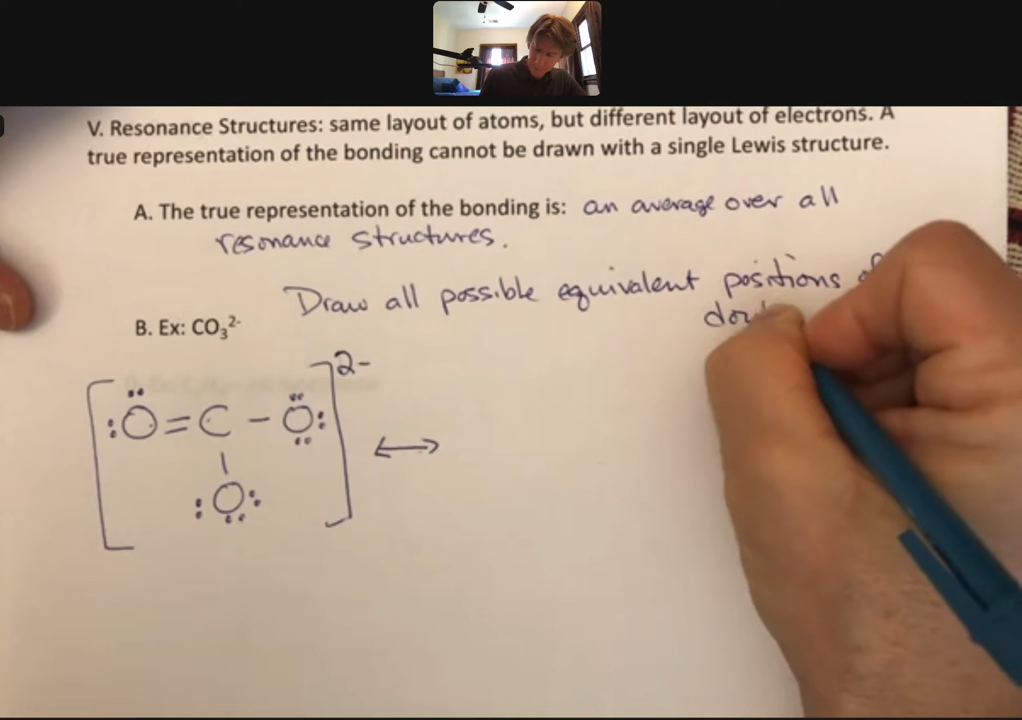 V. Resonance Structures: same layout of atoms, but different layout of electrons. A
true representation of the bonding cannot be drawn with a single Lewis structure.
A. The true representation of the bonding is: an average over all
resonance structures.
Draw all possible equivalent positions
B. Ex: CO₃²⁻
2-
:Ö=C-Ö:
:O: